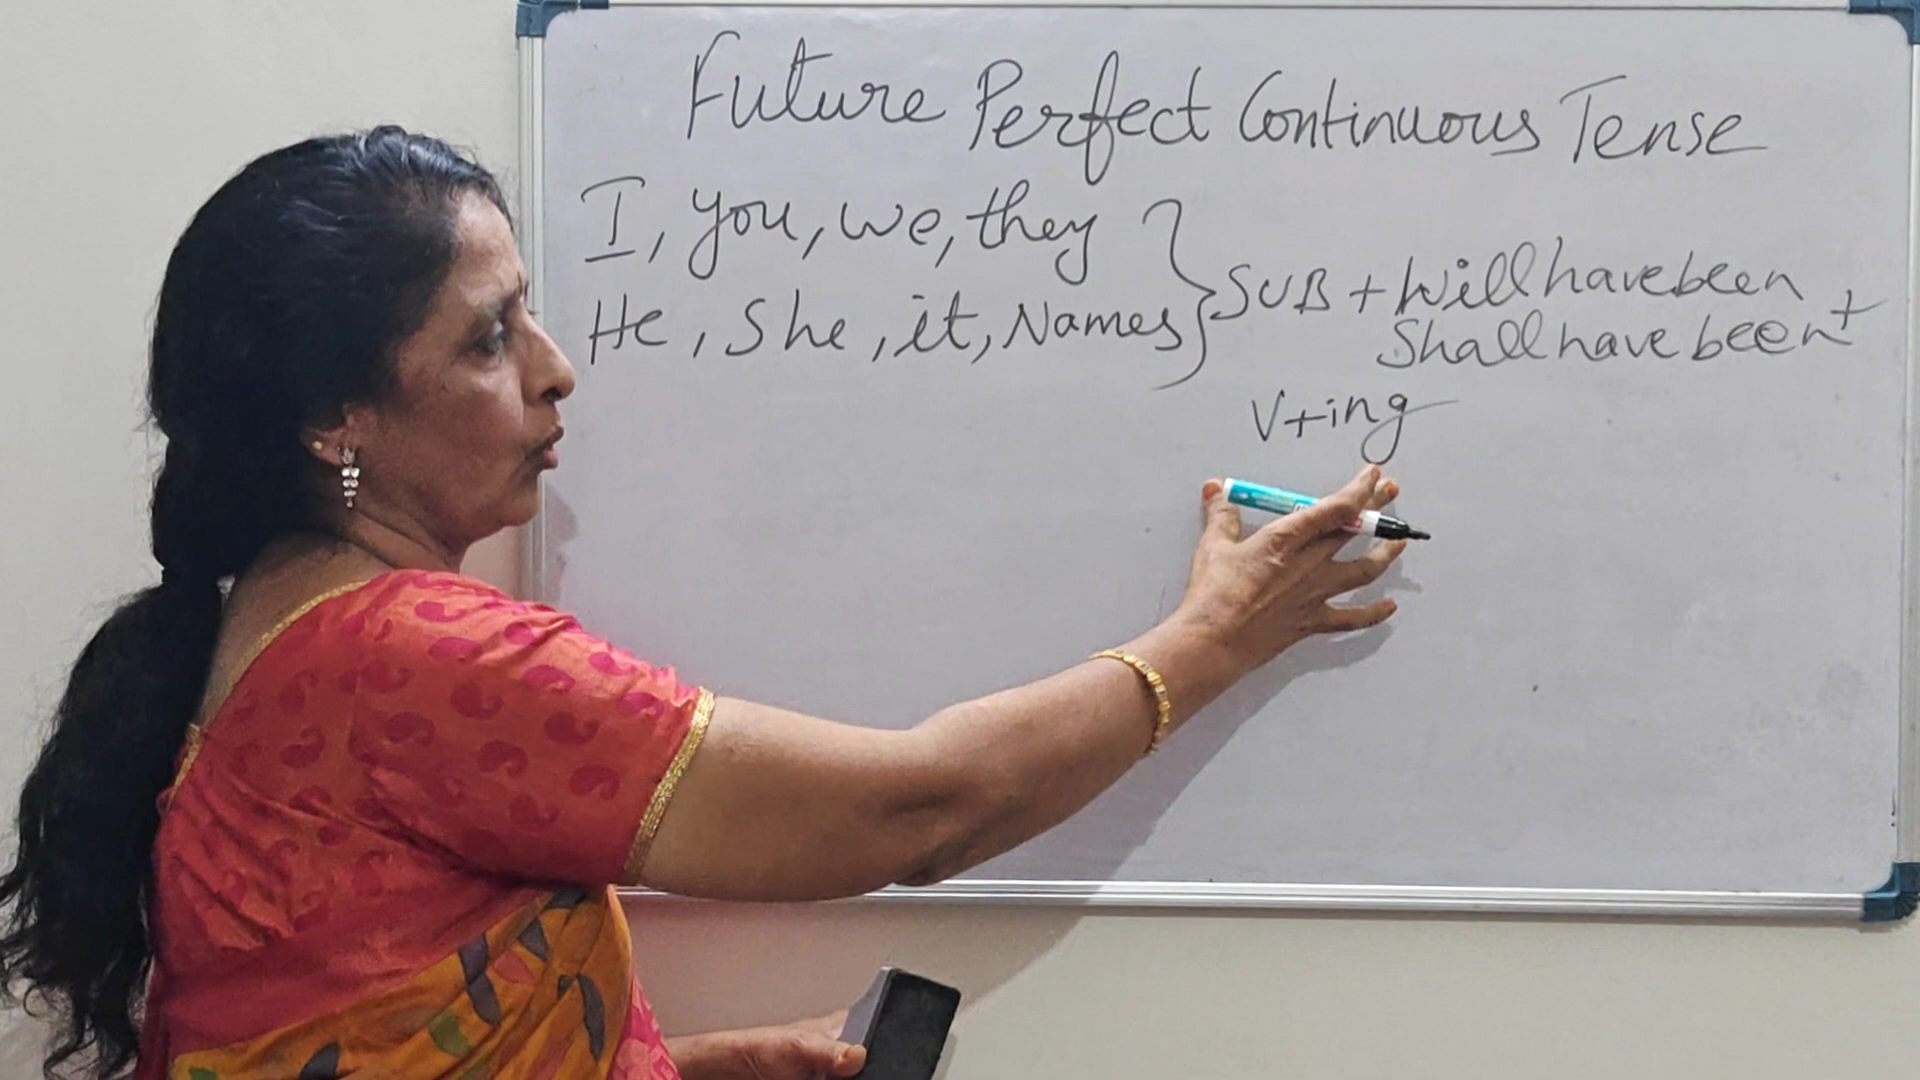 Future Perfect Continuous Tense
I, you, we, they
He, She, it, Names } SUB + Will have been
Shall have been +
V+ing